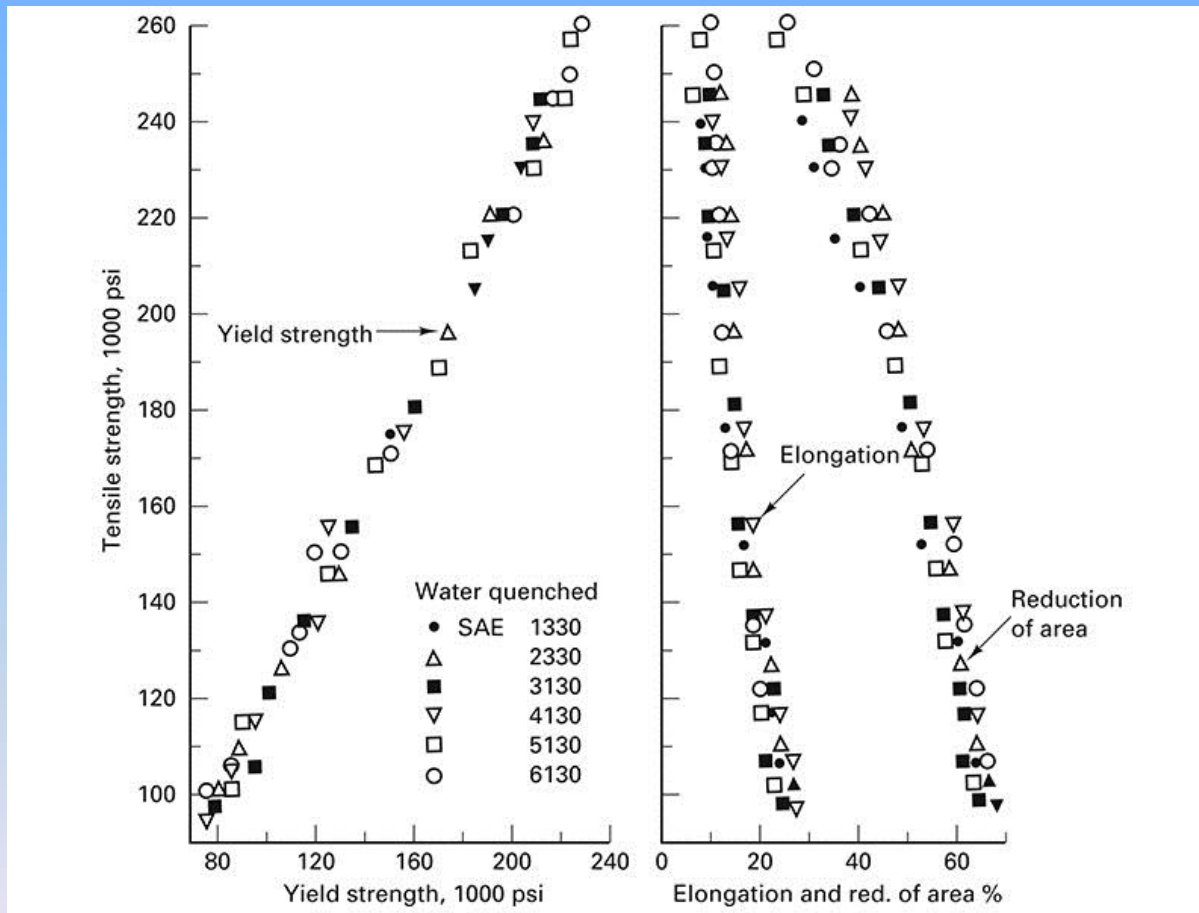 260
240
220
200
180
160
140
120
100
Tensile strength, 1000 psi
80 120 160 200 240
Yield strength, 1000 psi
Yield strength
Water quenched
SAE 1330
2330
3130
4130
5130
6130
0 20 40 60
Elongation and red. of area %
Elongation
Reduction
of area